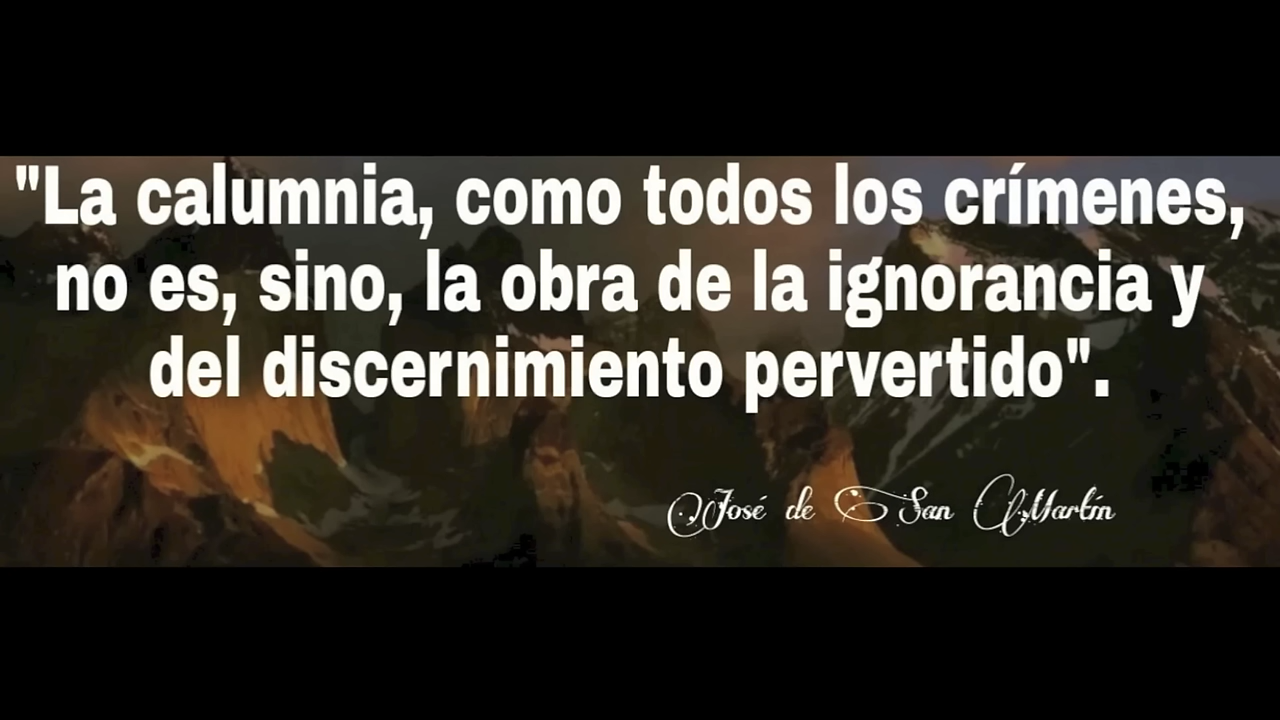 "La calumnia, como todos los crímenes,
no es, sino, la obra de la ignorancia y
del discernimiento pervertido".
José de San Martín